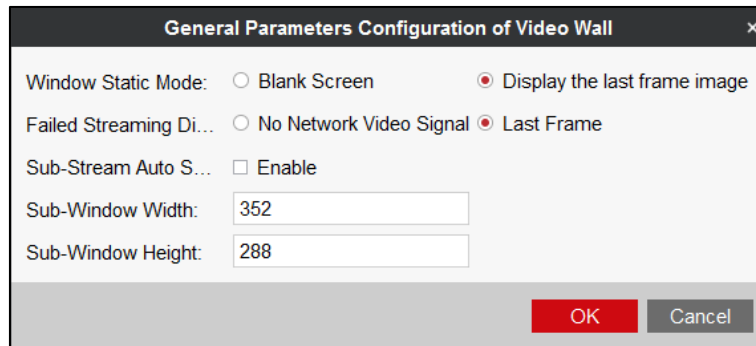 General Parameters Configuration of Video Wall ×
Window Static Mode: Blank Screen Display the last frame image
Failed Streaming Di... No Network Video Signal Last Frame
Sub-Stream Auto S... Enable
Sub-Window Width: 352
Sub-Window Height: 288
OK Cancel